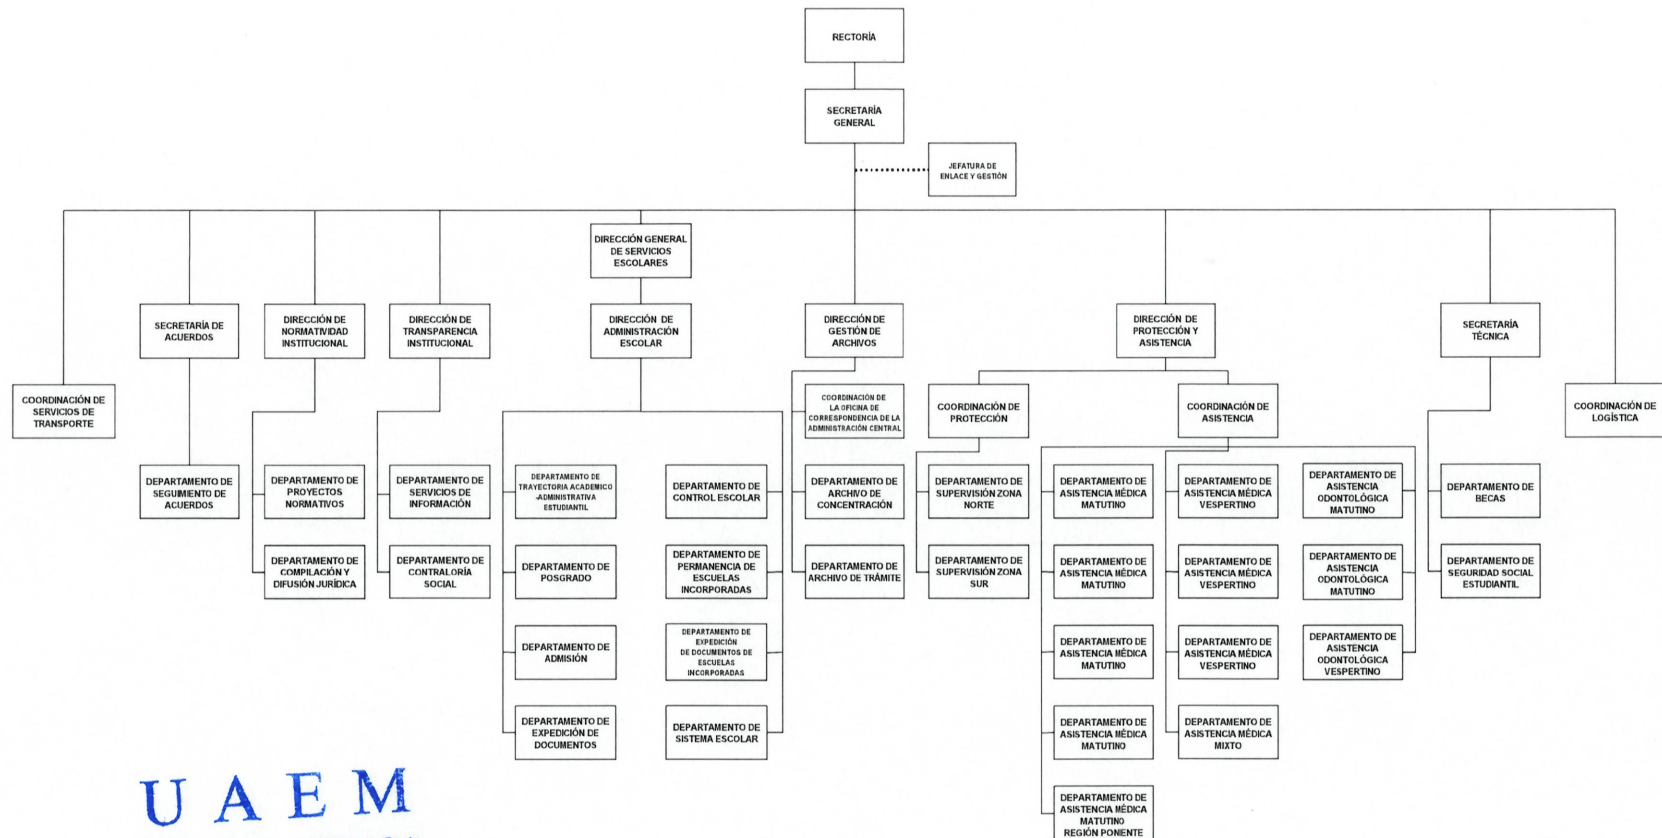 RECTORÍA
SECRETARÍA
GENERAL
JEFATURA DE
ENLACE Y GESTIÓN
DIRECCIÓN GENERAL
DE SERVICIOS
ESCOLARES
SECRETARÍA DE
ACUERDOS
DIRECCIÓN DE
NORMATIVIDAD
INSTITUCIONAL
DIRECCIÓN DE
TRANSPARENCIA
INSTITUCIONAL
DIRECCIÓN DE
ADMINISTRACIÓN
ESCOLAR
DIRECCIÓN DE
GESTIÓN DE
ARCHIVOS
DIRECCIÓN DE
PROTECCIÓN Y
ASISTENCIA
SECRETARÍA
TÉCNICA
COORDINACIÓN DE
SERVICIOS DE
TRANSPORTE
COORDINACIÓN DE
LA OFICINA DE
CORRESPONDENCIA DE LA
ADMINISTRACIÓN CENTRAL
COORDINACIÓN DE
PROTECCIÓN
COORDINACIÓN DE
ASISTENCIA
COORDINACIÓN DE
LOGÍSTICA
DEPARTAMENTO DE
SEGUIMIENTO DE
ACUERDOS
DEPARTAMENTO DE
PROYECTOS
NORMATIVOS
DEPARTAMENTO DE
SERVICIOS DE
INFORMACIÓN
DEPARTAMENTO DE
TRAYECTORIA ACADEMICO
-ADMINISTRATIVA
ESTUDIANTIL
DEPARTAMENTO DE
CONTROL ESCOLAR
DEPARTAMENTO DE
ARCHIVO DE
CONCENTRACIÓN
DEPARTAMENTO DE
SUPERVISIÓN ZONA
NORTE
DEPARTAMENTO DE
ASISTENCIA MÉDICA
MATUTINO
DEPARTAMENTO DE
ASISTENCIA MÉDICA
VESPERTINO
DEPARTAMENTO DE
ASISTENCIA
ODONTOLÓGICA
MATUTINO
DEPARTAMENTO DE
BECAS
DEPARTAMENTO DE
COMPILACIÓN Y
DIFUSIÓN JURÍDICA
DEPARTAMENTO DE
CONTRALORÍA
SOCIAL
DEPARTAMENTO DE
POSGRADO
DEPARTAMENTO DE
PERMANENCIA DE
ESCUELAS
INCORPORADAS
DEPARTAMENTO DE
ARCHIVO DE TRÁMITE
DEPARTAMENTO DE
SUPERVISIÓN ZONA
SUR
DEPARTAMENTO DE
ASISTENCIA MÉDICA
MATUTINO
DEPARTAMENTO DE
ASISTENCIA MÉDICA
VESPERTINO
DEPARTAMENTO DE
ASISTENCIA
ODONTOLÓGICA
MATUTINO
DEPARTAMENTO DE
SEGURIDAD SOCIAL
ESTUDIANTIL
DEPARTAMENTO DE
ADMISIÓN
DEPARTAMENTO DE
EXPEDICIÓN
DE DOCUMENTOS DE
ESCUELAS
INCORPORADAS
DEPARTAMENTO DE
ASISTENCIA MÉDICA
MATUTINO
DEPARTAMENTO DE
ASISTENCIA MÉDICA
VESPERTINO
DEPARTAMENTO DE
ASISTENCIA
ODONTOLÓGICA
VESPERTINO
DEPARTAMENTO DE
EXPEDICIÓN DE
DOCUMENTOS
DEPARTAMENTO DE
SISTEMA ESCOLAR
DEPARTAMENTO DE
ASISTENCIA MÉDICA
MATUTINO
DEPARTAMENTO DE
ASISTENCIA MÉDICA
MIXTO
DEPARTAMENTO DE
ASISTENCIA MÉDICA
MATUTINO
REGIÓN PONIENTE
UAEM